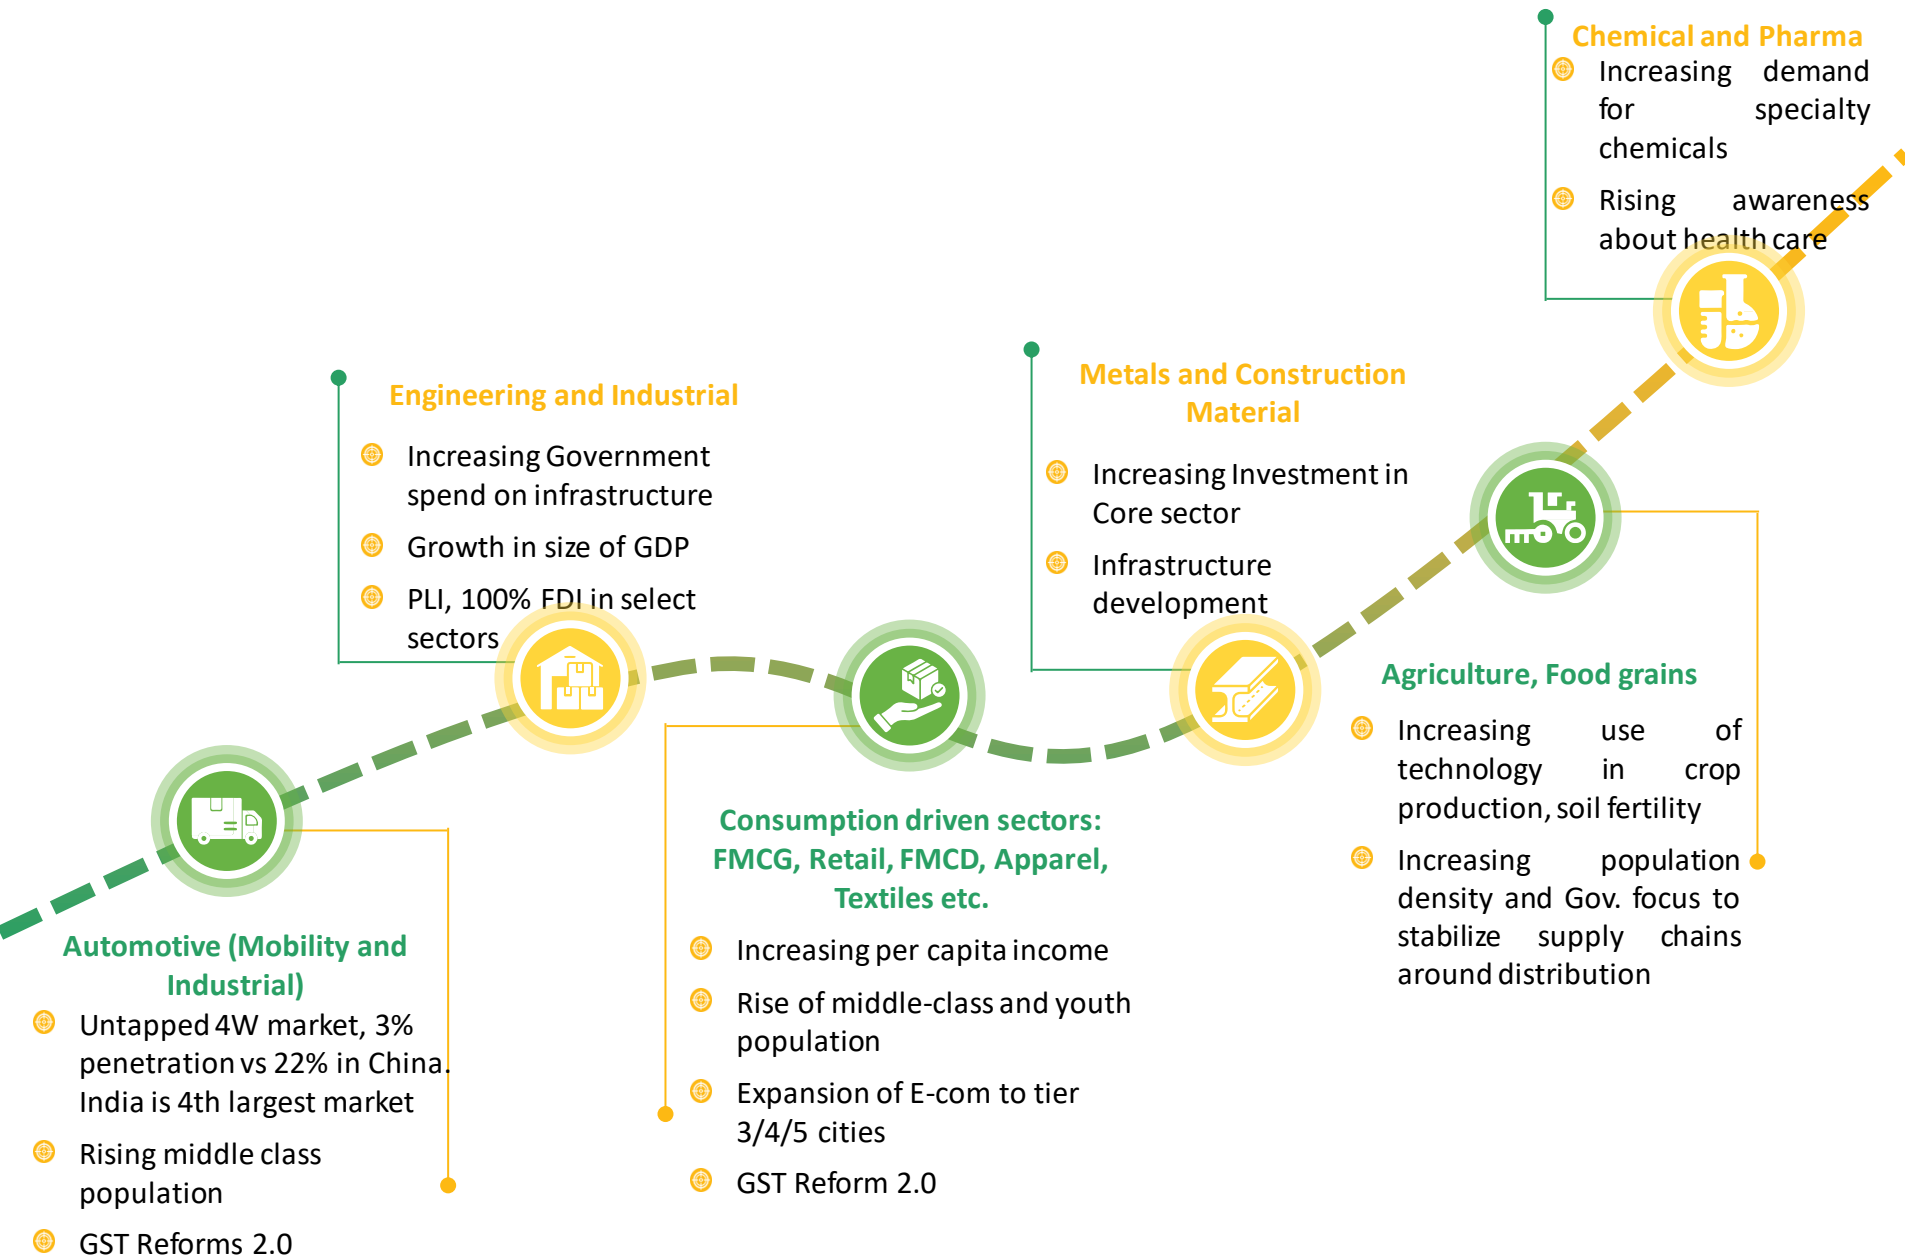 Chemical and Pharma
Increasing demand
for specialty
chemicals
Rising awareness
about health care
Engineering and Industrial
Increasing Government
spend on infrastructure
Growth in size of GDP
PLI, 100% FDI in select
sectors
Metals and Construction
Material
Increasing Investment in
Core sector
Infrastructure
development
Agriculture, Food grains
Increasing use of
technology in crop
production, soil fertility
Increasing population
density and Gov. focus to
stabilize supply chains
around distribution
Consumption driven sectors:
FMCG, Retail, FMCD, Apparel,
Textiles etc.
Increasing per capita income
Rise of middle-class and youth
population
Expansion of E-com to tier
3/4/5 cities
GST Reform 2.0
Automotive (Mobility and
Industrial)
Untapped 4W market, 3%
penetration vs 22% in China.
India is 4th largest market
Rising middle class
population
GST Reforms 2.0